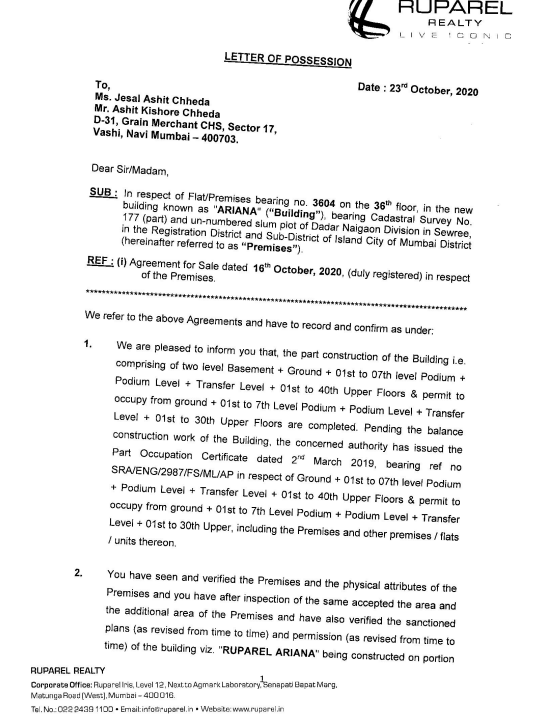 RUPAREL
REALTY
LIVE ICONIC
LETTER OF POSSESSION
Date : 23rd October, 2020
To,
Ms. Jesal Ashit Chheda
Mr. Ashit Kishore Chheda
D-31, Grain Merchant CHS, Sector 17,
Vashi, Navi Mumbai – 400703.
Dear Sir/Madam,
SUB : In respect of Flat/Premises bearing no. 3604 on the 36th floor, in the new
building known as "ARIANA" ("Building"), bearing Cadastral Survey No.
177 (part) and un-numbered slum plot of Dadar Naigaon Division in Sewree,
in the Registration District and Sub-District of Island City of Mumbai District
(hereinafter referred to as "Premises").
REF : (i) Agreement for Sale dated 16th October, 2020, (duly registered) in respect
of the Premises.
******************************************************************************************
We refer to the above Agreements and have to record and confirm as under:
1. We are pleased to inform you that, the part construction of the Building i.e.
comprising of two level Basement + Ground + 01st to 07th level Podium +
Podium Level + Transfer Level + 01st to 40th Upper Floors & permit to
occupy from ground + 01st to 7th Level Podium + Podium Level + Transfer
Level + 01st to 30th Upper Floors are completed. Pending the balance
construction work of the Building, the concerned authority has issued the
Part Occupation Certificate dated 2nd March 2019, bearing ref no
SRA/ENG/2987/FS/ML/AP in respect of Ground + 01st to 07th level Podium
+ Podium Level + Transfer Level + 01st to 40th Upper Floors & permit to
occupy from ground + 01st to 7th Level Podium + Podium Level + Transfer
Level + 01st to 30th Upper, including the Premises and other premises / flats
/ units thereon.
2. You have seen and verified the Premises and the physical attributes of the
Premises and you have after inspection of the same accepted the area and
the additional area of the Premises and have also verified the sanctioned
plans (as revised from time to time) and permission (as revised from time to
time) of the building viz. "RUPAREL ARIANA" being constructed on portion
1
RUPAREL REALTY
Corporate Office: Ruparel Iris, Level 12, Next to Agmark Laboratory, Senapati Bapat Marg,
Matunga Road (West), Mumbai – 400 016.
Tel. No.: 022 2439 1100 • Email: info@ruparel.in • Website: www.ruparel.in